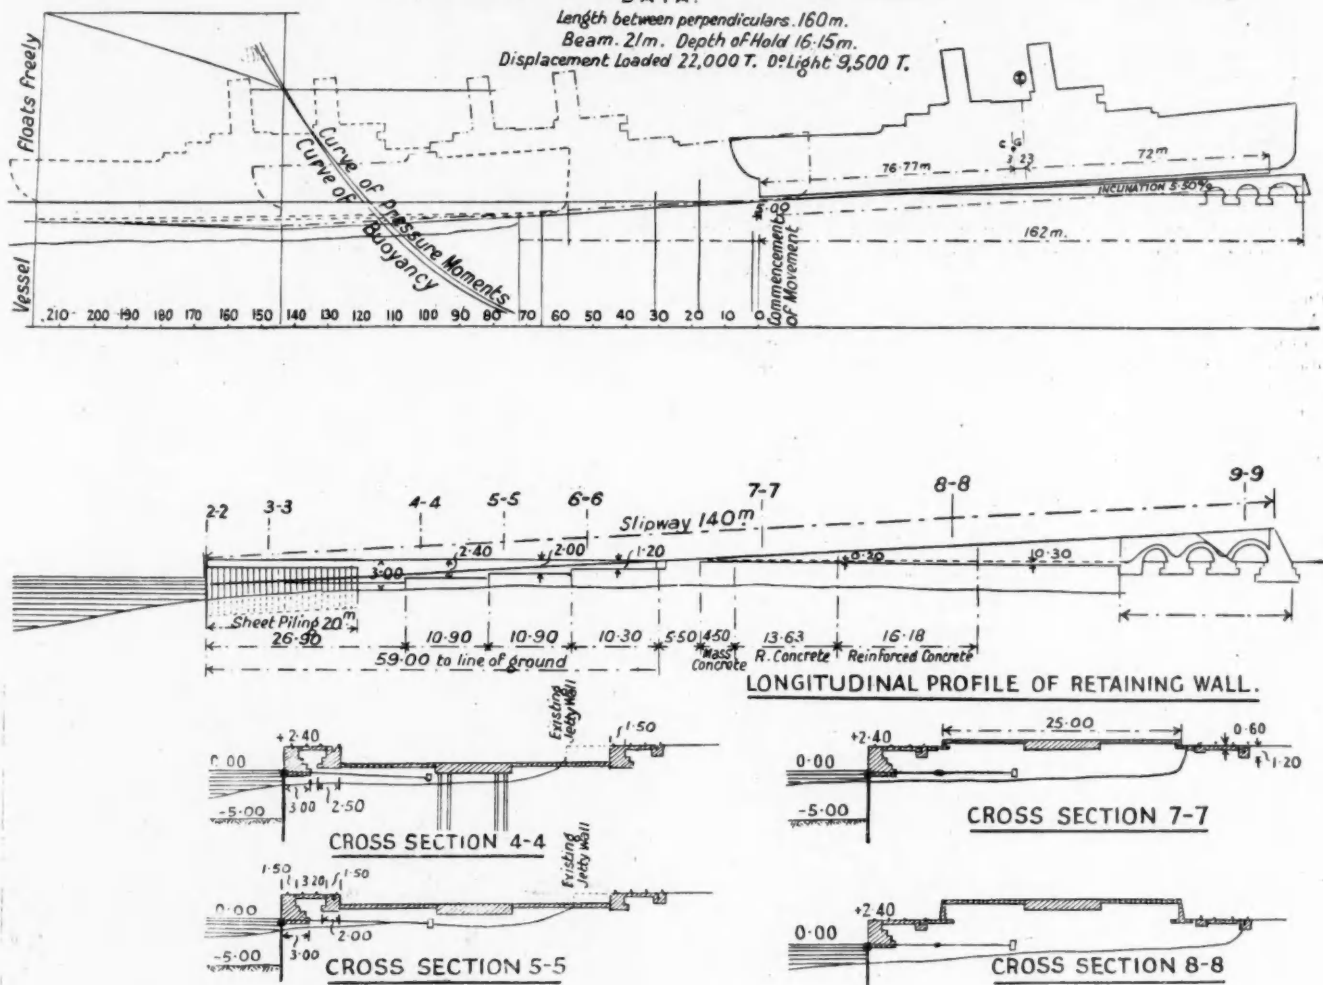 DATA.
Length between perpendiculars. 160m.
Beam. 21m. Depth of Hold 16·15m.
Displacement Loaded 22,000 T. Dº Light 9,500 T.
Floats freely
Vessel
Curve of Pressure Moments
Curve of Buoyancy
C G
3 23
76·77m
72m
INCLINATION 5·50%
5·00
162m.
Commencement
of Movement
210 200 190 180 170 160 150 140 130 120 110 100 90 80 70 60 50 40 30 20 10 0
2-2 3-3 4-4 5-5 6-6 7-7 8-8 9-9
Slipway 140m
2·40 2·00 1·20 0·20 0·30
3·00
Sheet Piling 20m
26·90 10·90 10·90 10·30 5·50 4·50 13·63 16·18
Mass
Concrete
R. Concrete
Reinforced Concrete
59·00 to line of ground
LONGITUDINAL PROFILE OF RETAINING WALL.
Existing
Jetty Wall
+2·40
1·50
0·00
3·00
2·50
-5·00
CROSS SECTION 4-4
25·00
+2·40
0·60
0·00
1·20
-5·00
CROSS SECTION 7-7
Existing
Jetty Wall
1·50 3·20 1·50
0·00
2·00
3·00
-5·00
CROSS SECTION 5-5
+2·40
0·00
CROSS SECTION 8-8